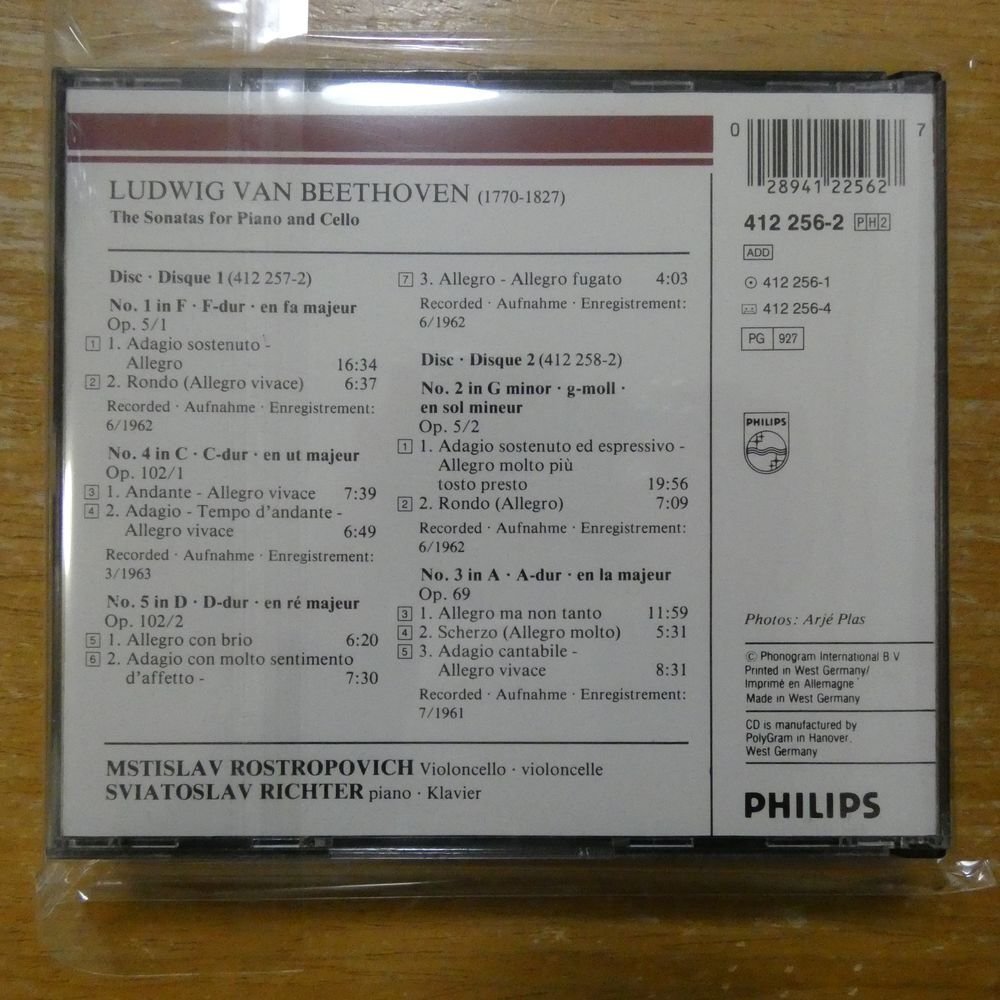 LUDWIG VAN BEETHOVEN (1770-1827)
The Sonatas for Piano and Cello
Disc · Disque 1 (412 257-2)
No. 1 in F · F-dur · en fa majeur
Op. 5/1
1 1. Adagio sostenuto -
Allegro 16:34
2 2. Rondo (Allegro vivace) 6:37
Recorded · Aufnahme · Enregistrement:
6/1962
No. 4 in C · C-dur · en ut majeur
Op. 102/1
3 1. Andante - Allegro vivace 7:39
4 2. Adagio - Tempo d'andante -
Allegro vivace 6:49
Recorded · Aufnahme · Enregistrement:
3/1963
No. 5 in D · D-dur · en ré majeur
Op. 102/2
5 1. Allegro con brio 6:20
6 2. Adagio con molto sentimento
d'affetto - 7:30
7 3. Allegro - Allegro fugato 4:03
Recorded · Aufnahme · Enregistrement:
6/1962
Disc · Disque 2 (412 258-2)
No. 2 in G minor · g-moll ·
en sol mineur
Op. 5/2
1 1. Adagio sostenuto ed espressivo -
Allegro molto più
tosto presto 19:56
2 2. Rondo (Allegro) 7:09
Recorded · Aufnahme · Enregistrement:
6/1962
No. 3 in A · A-dur · en la majeur
Op. 69
3 1. Allegro ma non tanto 11:59
4 2. Scherzo (Allegro molto) 5:31
5 3. Adagio cantabile -
Allegro vivace 8:31
Recorded · Aufnahme · Enregistrement:
7/1961
MSTISLAV ROSTROPOVICH Violoncello · violoncelle
SVIATOSLAV RICHTER piano · Klavier
0 28941 22562 7
412 256-2 PH2
ADD
412 256-1
412 256-4
PG 927
PHILIPS
Photos: Arjé Plas
© Phonogram International B.V.
Printed in West Germany/
Imprimé en Allemagne
Made in West Germany
CD is manufactured by
PolyGram in Hanover,
West Germany
PHILIPS